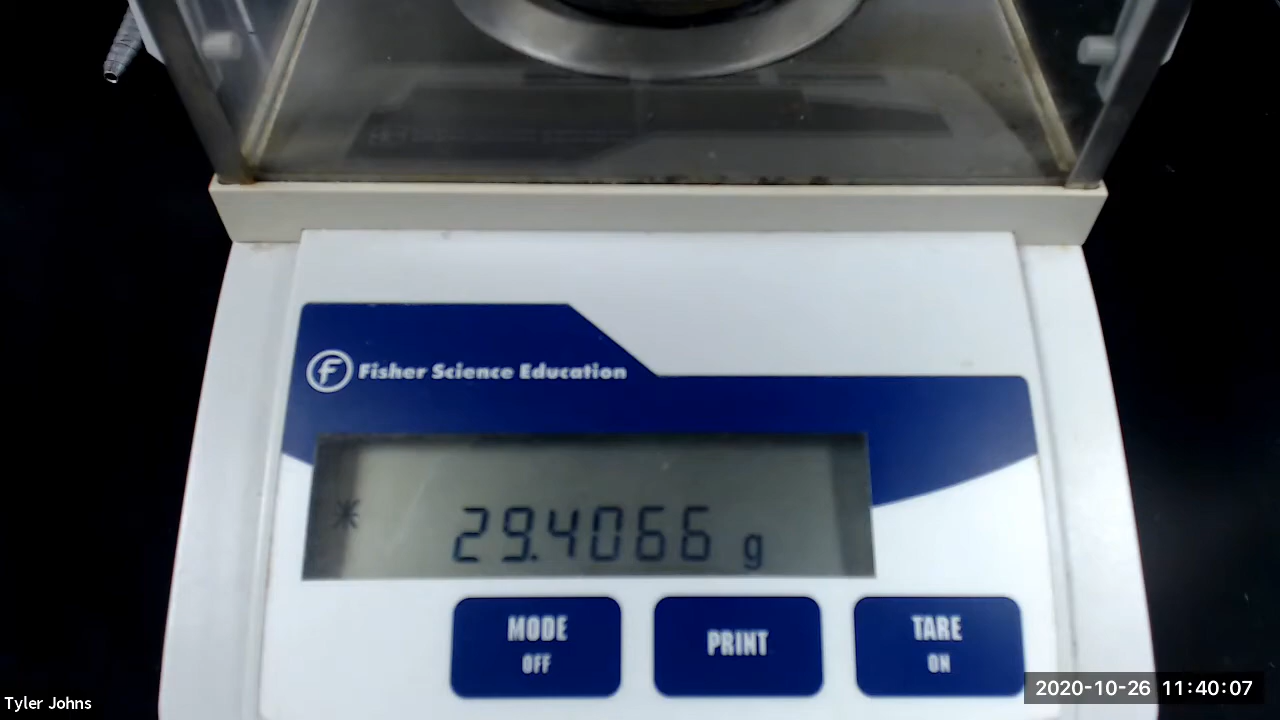 Fisher Science Education
* 29.4066 g
MODE
OFF
PRINT
TARE
ON
Tyler Johns
2020-10-26 11:40:07